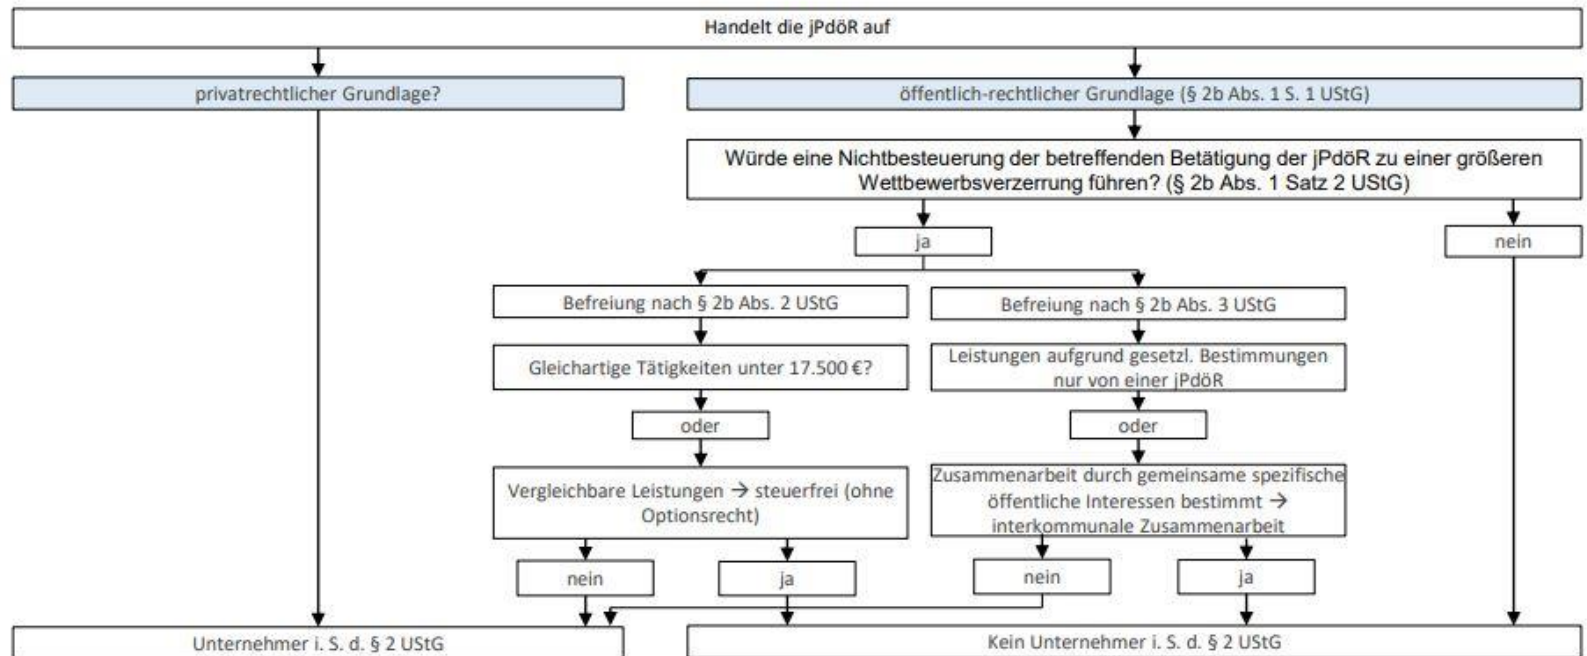 Handelt die jPdöR auf
privatrechtlicher Grundlage?
öffentlich-rechtlicher Grundlage (§ 2b Abs. 1 S. 1 UStG)
Würde eine Nichtbesteuerung der betreffenden Betätigung der jPdöR zu einer größeren
Wettbewerbsverzerrung führen? (§ 2b Abs. 1 Satz 2 UStG)
ja
nein
Befreiung nach § 2b Abs. 2 UStG
Befreiung nach § 2b Abs. 3 UStG
Gleichartige Tätigkeiten unter 17.500 €?
Leistungen aufgrund gesetzl. Bestimmungen
nur von einer jPdöR
oder
oder
Vergleichbare Leistungen → steuerfrei (ohne
Optionsrecht)
Zusammenarbeit durch gemeinsame spezifische
öffentliche Interessen bestimmt →
interkommunale Zusammenarbeit
nein
ja
nein
ja
Unternehmer i. S. d. § 2 UStG
Kein Unternehmer i. S. d. § 2 UStG